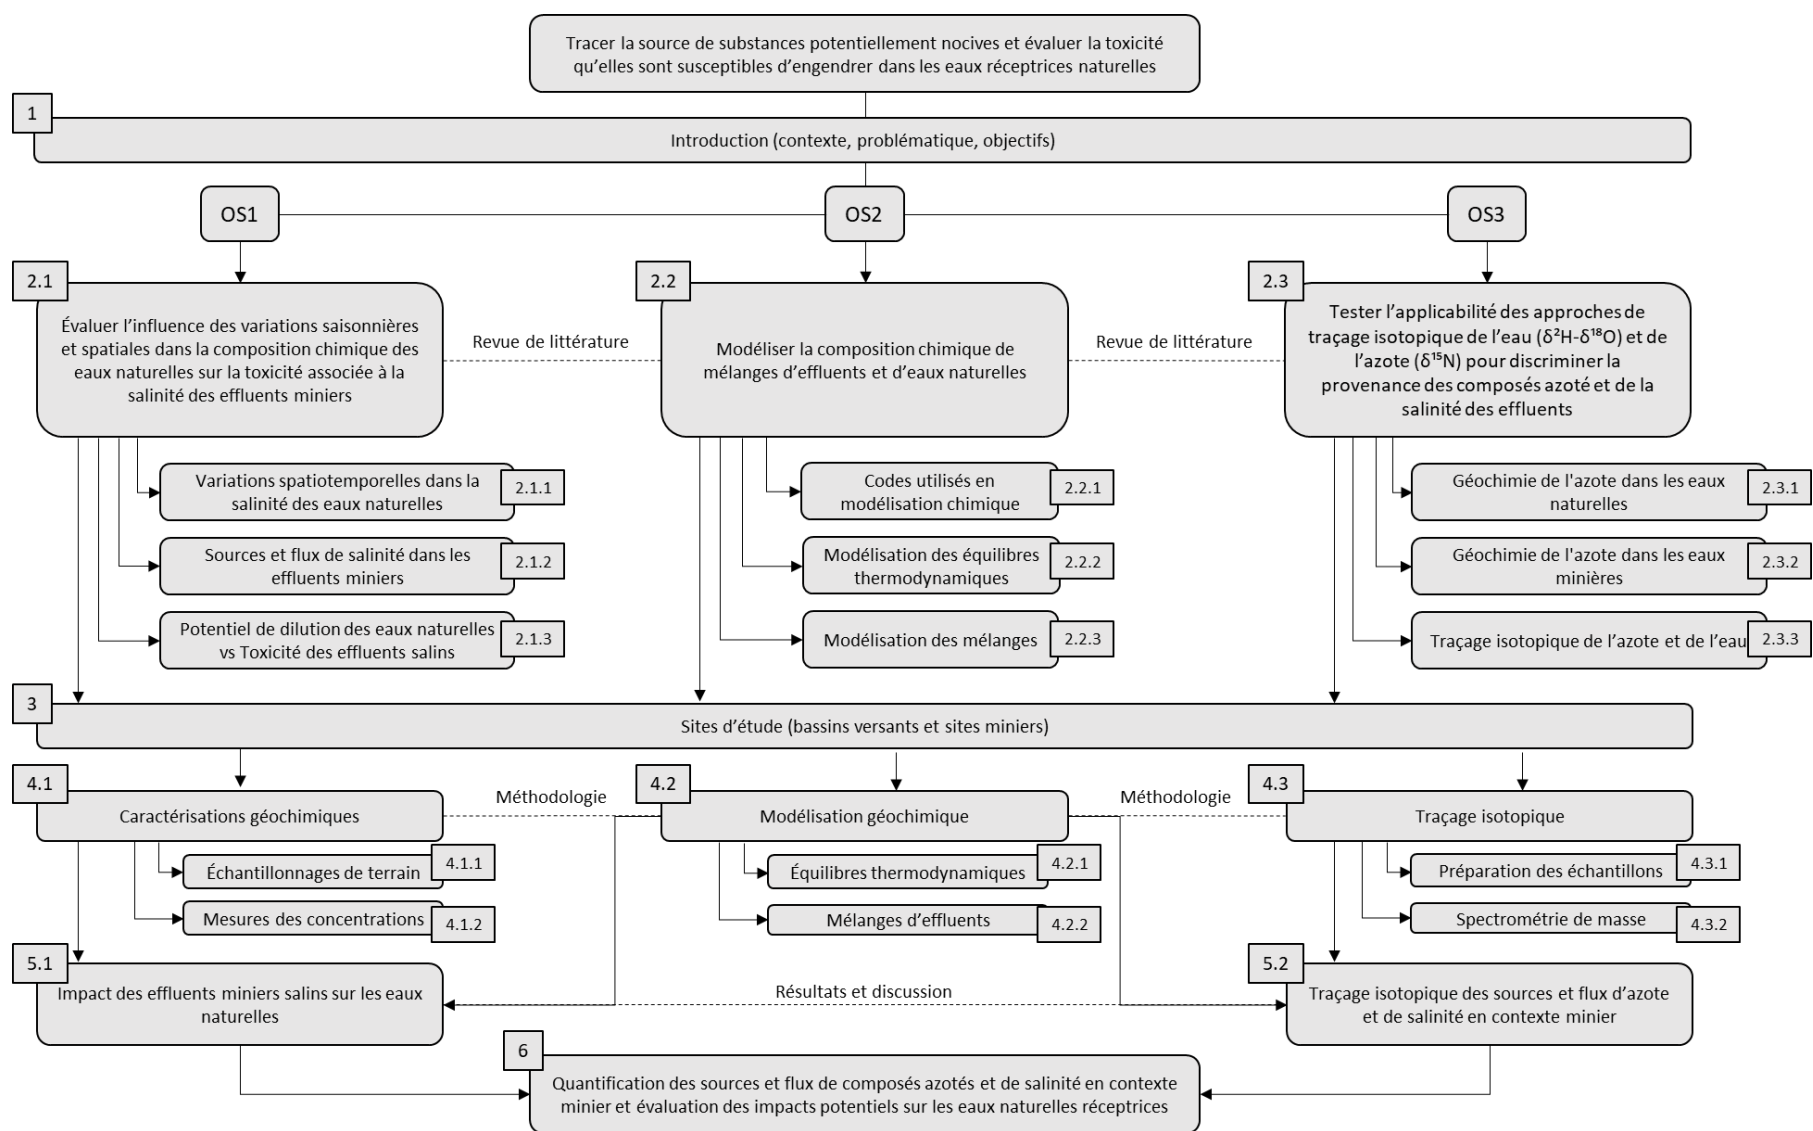 Tracer la source de substances potentiellement nocives et évaluer la toxicité
qu’elles sont susceptibles d’engendrer dans les eaux réceptrices naturelles
1
Introduction (contexte, problématique, objectifs)
OS1
OS2
OS3
2.1
Évaluer l’influence des variations saisonnières
et spatiales dans la composition chimique des
eaux naturelles sur la toxicité associée à la
salinité des effluents miniers
Revue de littérature
2.2
Modéliser la composition chimique de
mélanges d’effluents et d’eaux naturelles
Revue de littérature
2.3
Tester l’applicabilité des approches de
traçage isotopique de l’eau (δ²H-δ¹⁸O) et de
l’azote (δ¹⁵N) pour discriminer la
provenance des composés azoté et de la
salinité des effluents
Variations spatiotemporelles dans la
salinité des eaux naturelles
2.1.1
Sources et flux de salinité dans les
effluents miniers
2.1.2
Potentiel de dilution des eaux naturelles
vs Toxicité des effluents salins
2.1.3
Codes utilisés en
modélisation chimique
2.2.1
Modélisation des équilibres
thermodynamiques
2.2.2
Modélisation des mélanges
2.2.3
Géochimie de l'azote dans les eaux
naturelles
2.3.1
Géochimie de l'azote dans les eaux
minières
2.3.2
Traçage isotopique de l’azote et de l’eau
2.3.3
3
Sites d’étude (bassins versants et sites miniers)
4.1
Caractérisations géochimiques
Méthodologie
4.2
Modélisation géochimique
Méthodologie
4.3
Traçage isotopique
Échantillonnages de terrain
4.1.1
Mesures des concentrations
4.1.2
Équilibres thermodynamiques
4.2.1
Mélanges d’effluents
4.2.2
Préparation des échantillons
4.3.1
Spectrométrie de masse
4.3.2
5.1
Impact des effluents miniers salins sur les eaux
naturelles
Résultats et discussion
5.2
Traçage isotopique des sources et flux d’azote
et de salinité en contexte minier
6
Quantification des sources et flux de composés azotés et de salinité en contexte
minier et évaluation des impacts potentiels sur les eaux naturelles réceptrices